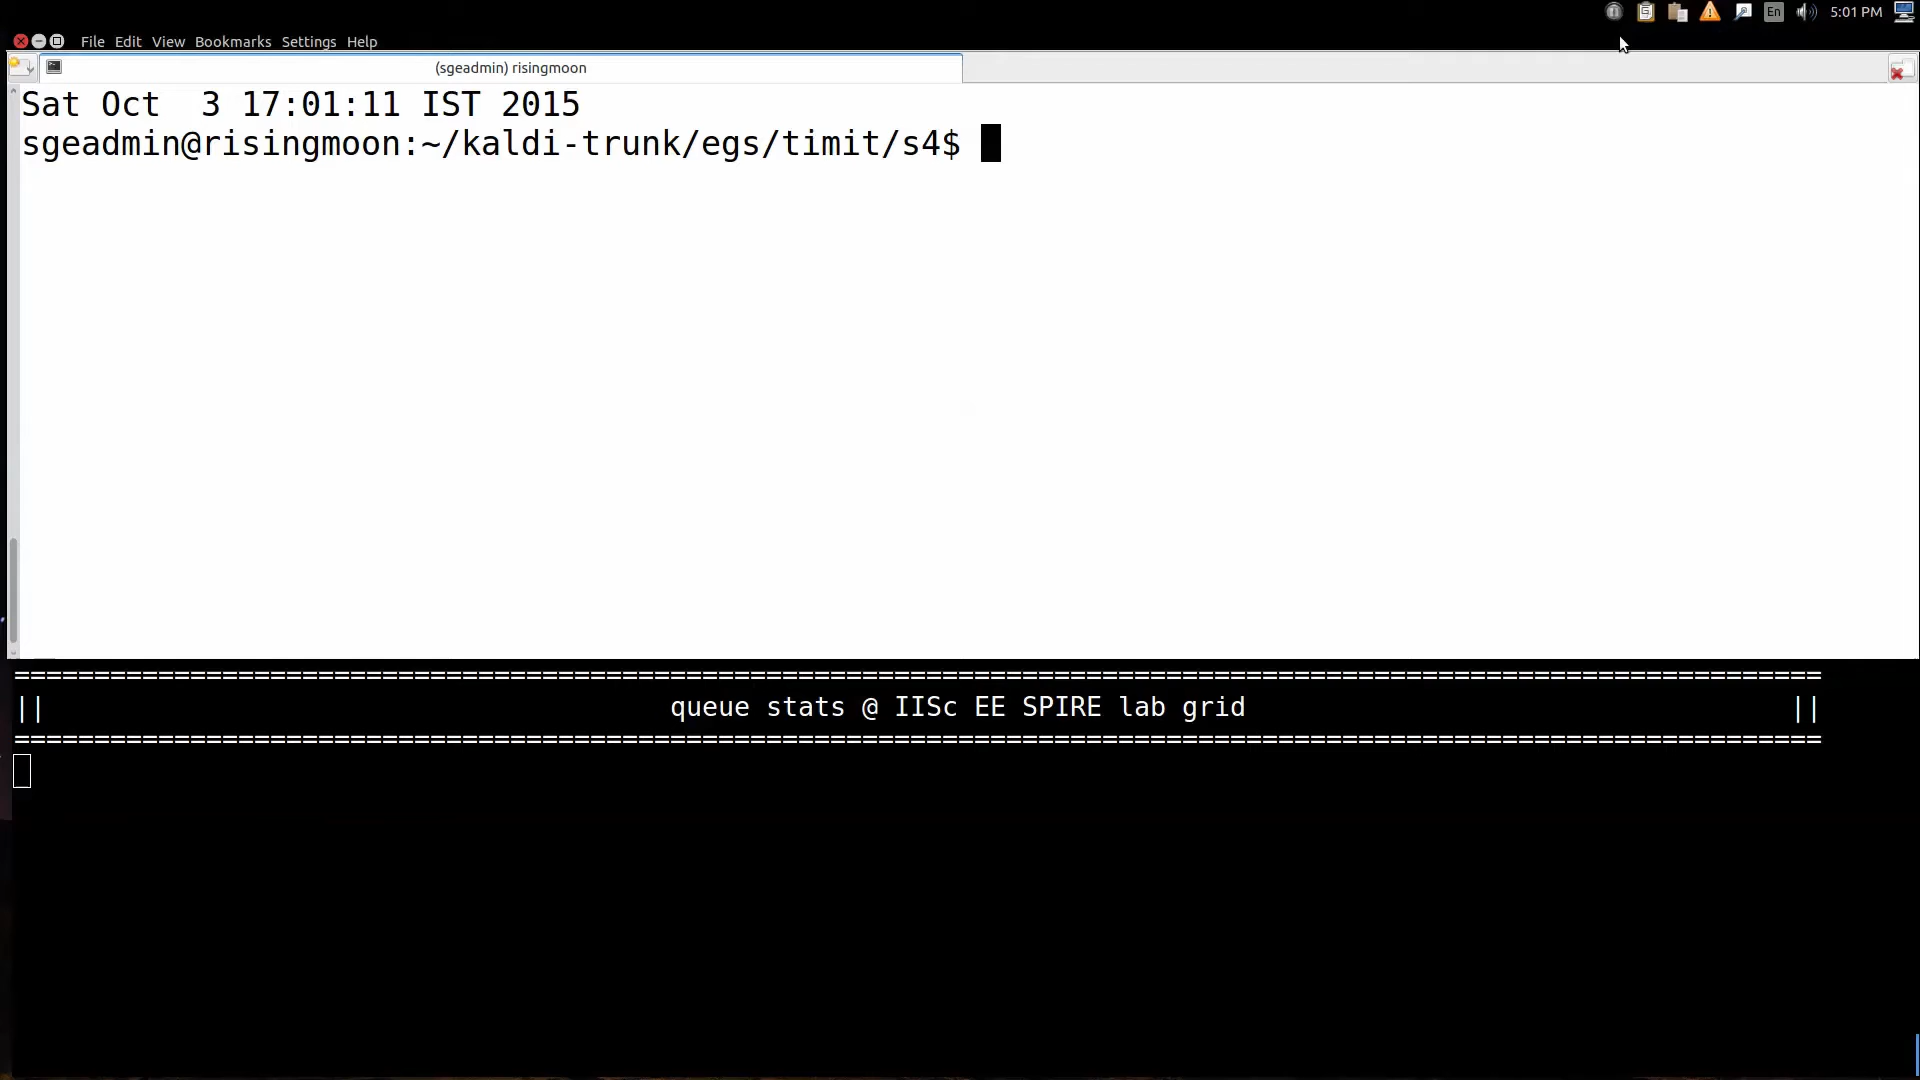 En 5:01 PM
File Edit View Bookmarks Settings Help
(sgeadmin) risingmoon
Sat Oct  3 17:01:11 IST 2015
sgeadmin@risingmoon:~/kaldi-trunk/egs/timit/s4$
=================================================================================================================
|| queue stats @ IISc EE SPIRE lab grid ||
=================================================================================================================